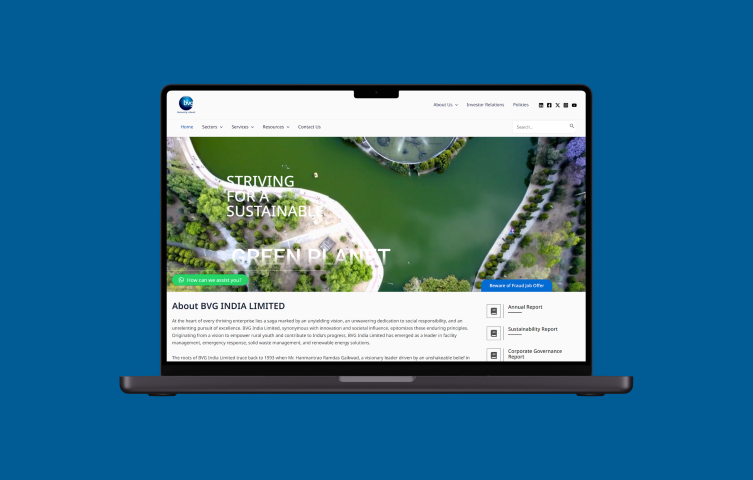 BVG
About Us
Investor Relations
Policies
Home
Sectors
Services
Resources
Contact Us
Search...
STRIVING
FOR A
SUSTAINABLE
GREEN PLANET
How can we assist you?
Beware of Fraud Job Offer
About BVG INDIA LIMITED
At the heart of every thriving enterprise lies a saga marked by an unyielding vision, an unwavering dedication to social responsibility, and an
unrelenting pursuit of excellence. BVG India Limited, synonymous with innovation and societal influence, epitomises these enduring principles.
Originating from a vision to empower rural youth and contribute to India's progress, BVG India Limited has emerged as a leader in facility
management, emergency response, solid waste management, and renewable energy solutions.
The roots of BVG India Limited trace back to 1993 when Mr. Hanmantrao Ramdas Gaikwad, a visionary leader driven by an unshakeable belief in
Annual Report
Sustainability Report
Corporate Governance
Report